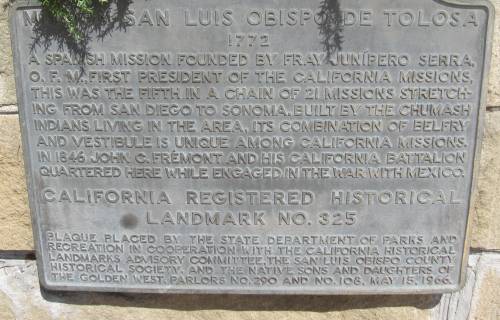 MISSION SAN LUIS OBISPO DE TOLOSA
1772
A SPANISH MISSION FOUNDED BY FRAY JUNÍPERO SERRA,
O. F. M. FIRST PRESIDENT OF THE CALIFORNIA MISSIONS,
THIS WAS THE FIFTH IN A CHAIN OF 21 MISSIONS STRETCH-
ING FROM SAN DIEGO TO SONOMA. BUILT BY THE CHUMASH
INDIANS LIVING IN THE AREA, ITS COMBINATION OF BELFRY
AND VESTIBULE IS UNIQUE AMONG CALIFORNIA MISSIONS.
IN 1846 JOHN C. FRÉMONT AND HIS CALIFORNIA BATTALION
QUARTERED HERE WHILE ENGAGED IN THE WAR WITH MEXICO.
CALIFORNIA REGISTERED HISTORICAL
LANDMARK NO. 325
PLAQUE PLACED BY THE STATE DEPARTMENT OF PARKS AND
RECREATION IN COOPERATION WITH THE CALIFORNIA HISTORICAL
LANDMARKS ADVISORY COMMITTEE, THE SAN LUIS OBISPO COUNTY
HISTORICAL SOCIETY, AND THE NATIVE SONS AND DAUGHTERS OF
THE GOLDEN WEST, PARLORS NO. 290 AND NO. 108, MAY 15, 1966.